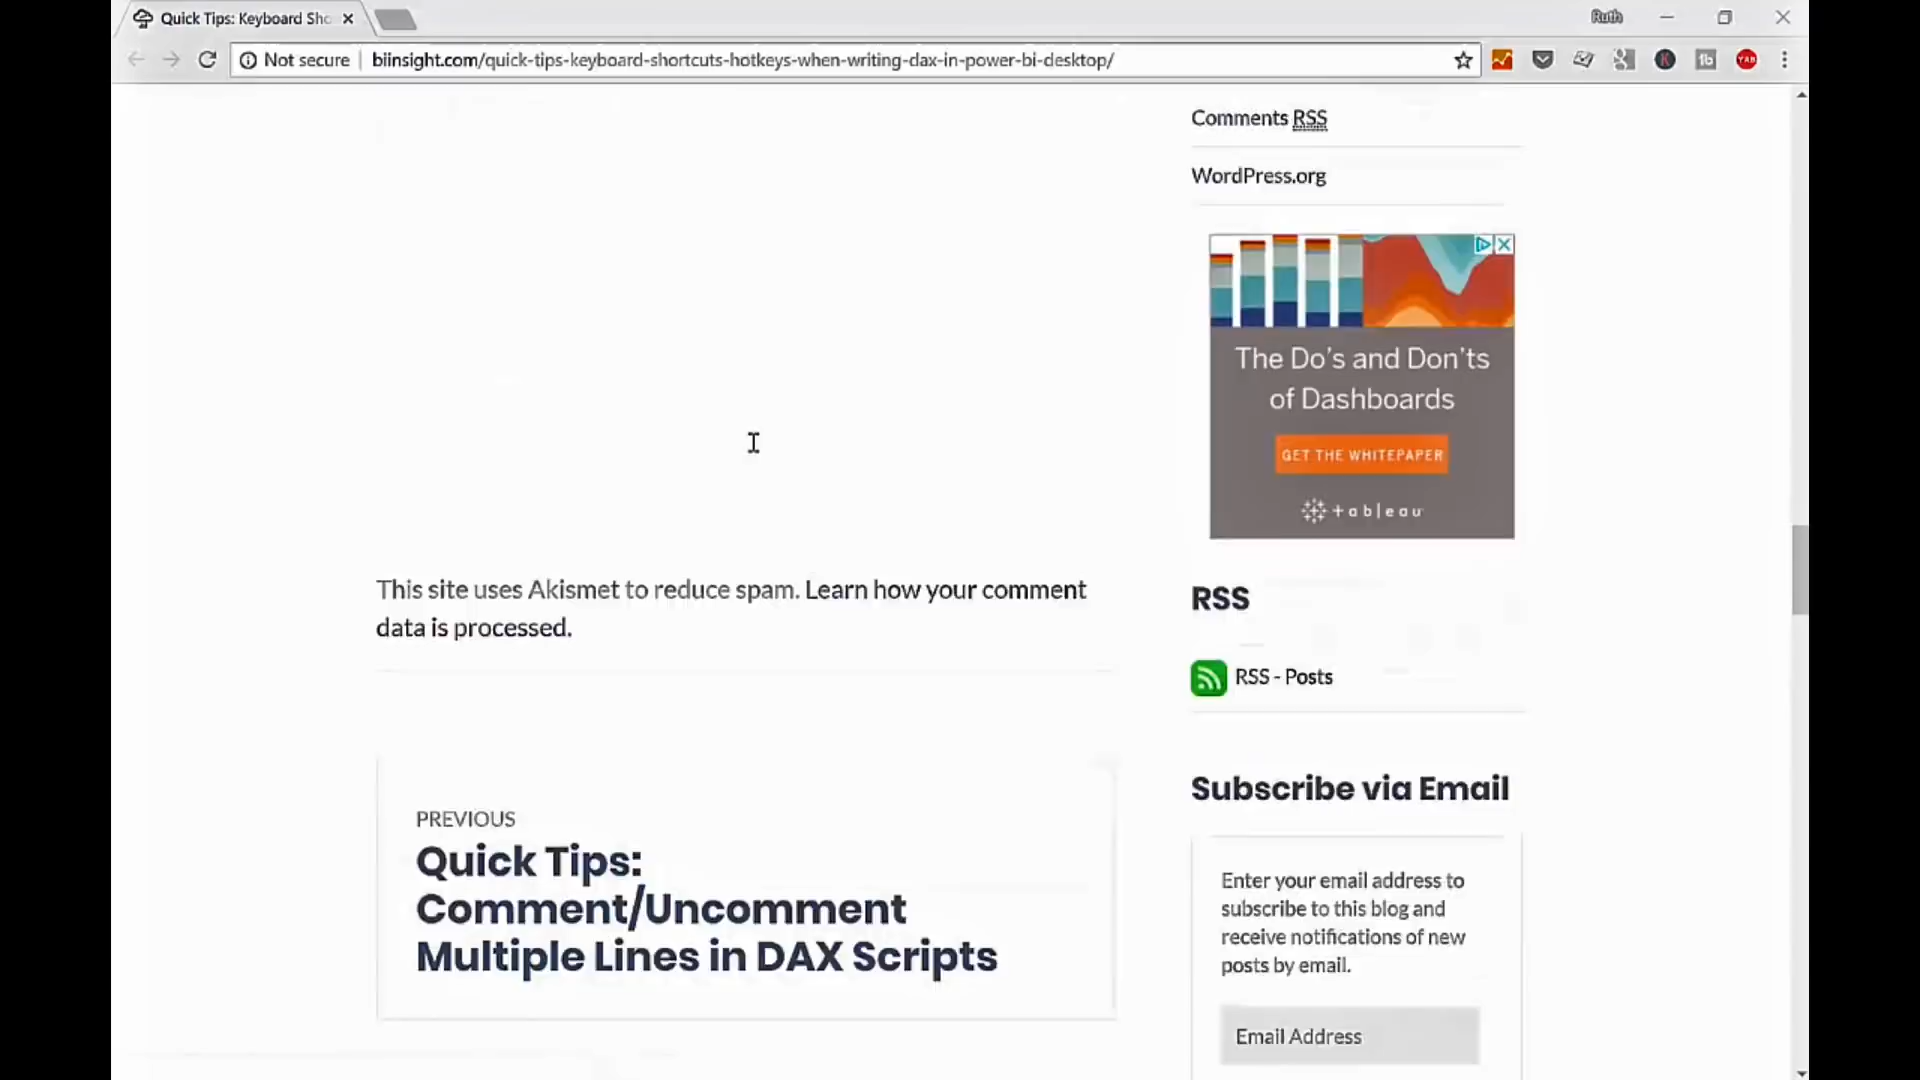 Quick Tips: Keyboard Sho
Ruth
Not secure
biinsight.com/quick-tips-keyboard-shortcuts-hotkeys-when-writing-dax-in-power-bi-desktop/
Comments RSS
WordPress.org
The Do's and Don'ts
of Dashboards
GET THE WHITEPAPER
+ableau
This site uses Akismet to reduce spam. Learn how your comment
data is processed.
RSS
RSS - Posts
PREVIOUS
Quick Tips:
Comment/Uncomment
Multiple Lines in DAX Scripts
Subscribe via Email
Enter your email address to
subscribe to this blog and
receive notifications of new
posts by email.
Email Address